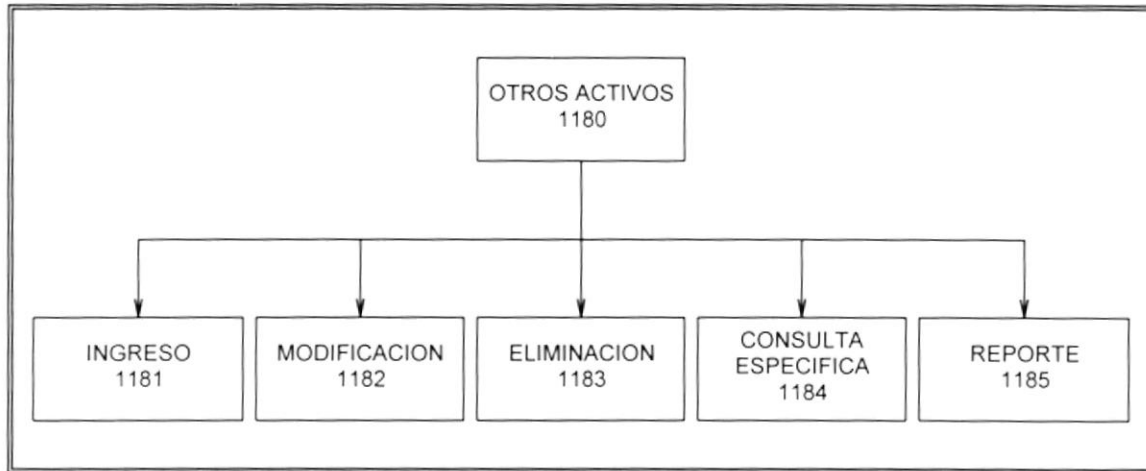 OTROS ACTIVOS
1180
INGRESO
1181
MODIFICACION
1182
ELIMINACION
1183
CONSULTA
ESPECIFICA
1184
REPORTE
1185